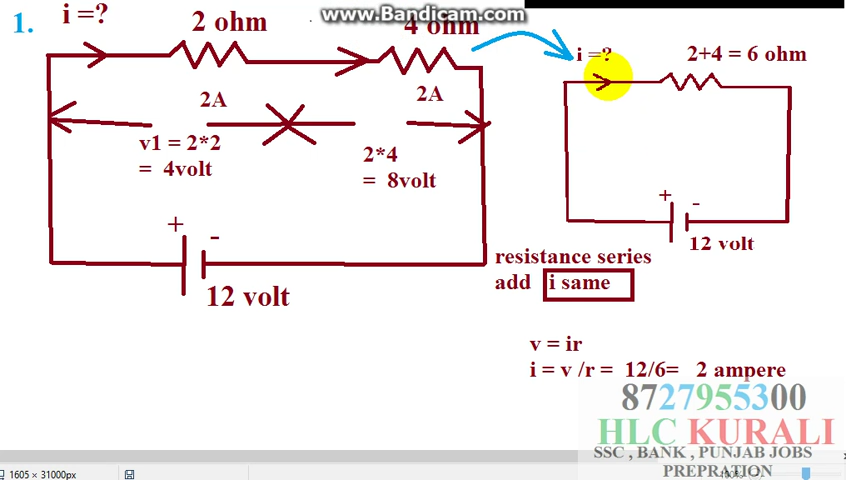 www.Bandicam.com
1.
i =?
2 ohm
4 ohm
2A
2A
v1 = 2*2
= 4volt
2*4
= 8volt
+
-
12 volt
i =?
2+4 = 6 ohm
+
-
12 volt
resistance series
add i same
v = ir
i = v /r = 12/6= 2 ampere
8727955300
HLC KURALI
SSC , BANK , PUNJAB JOBS
PREPRATION
1605 × 31000px